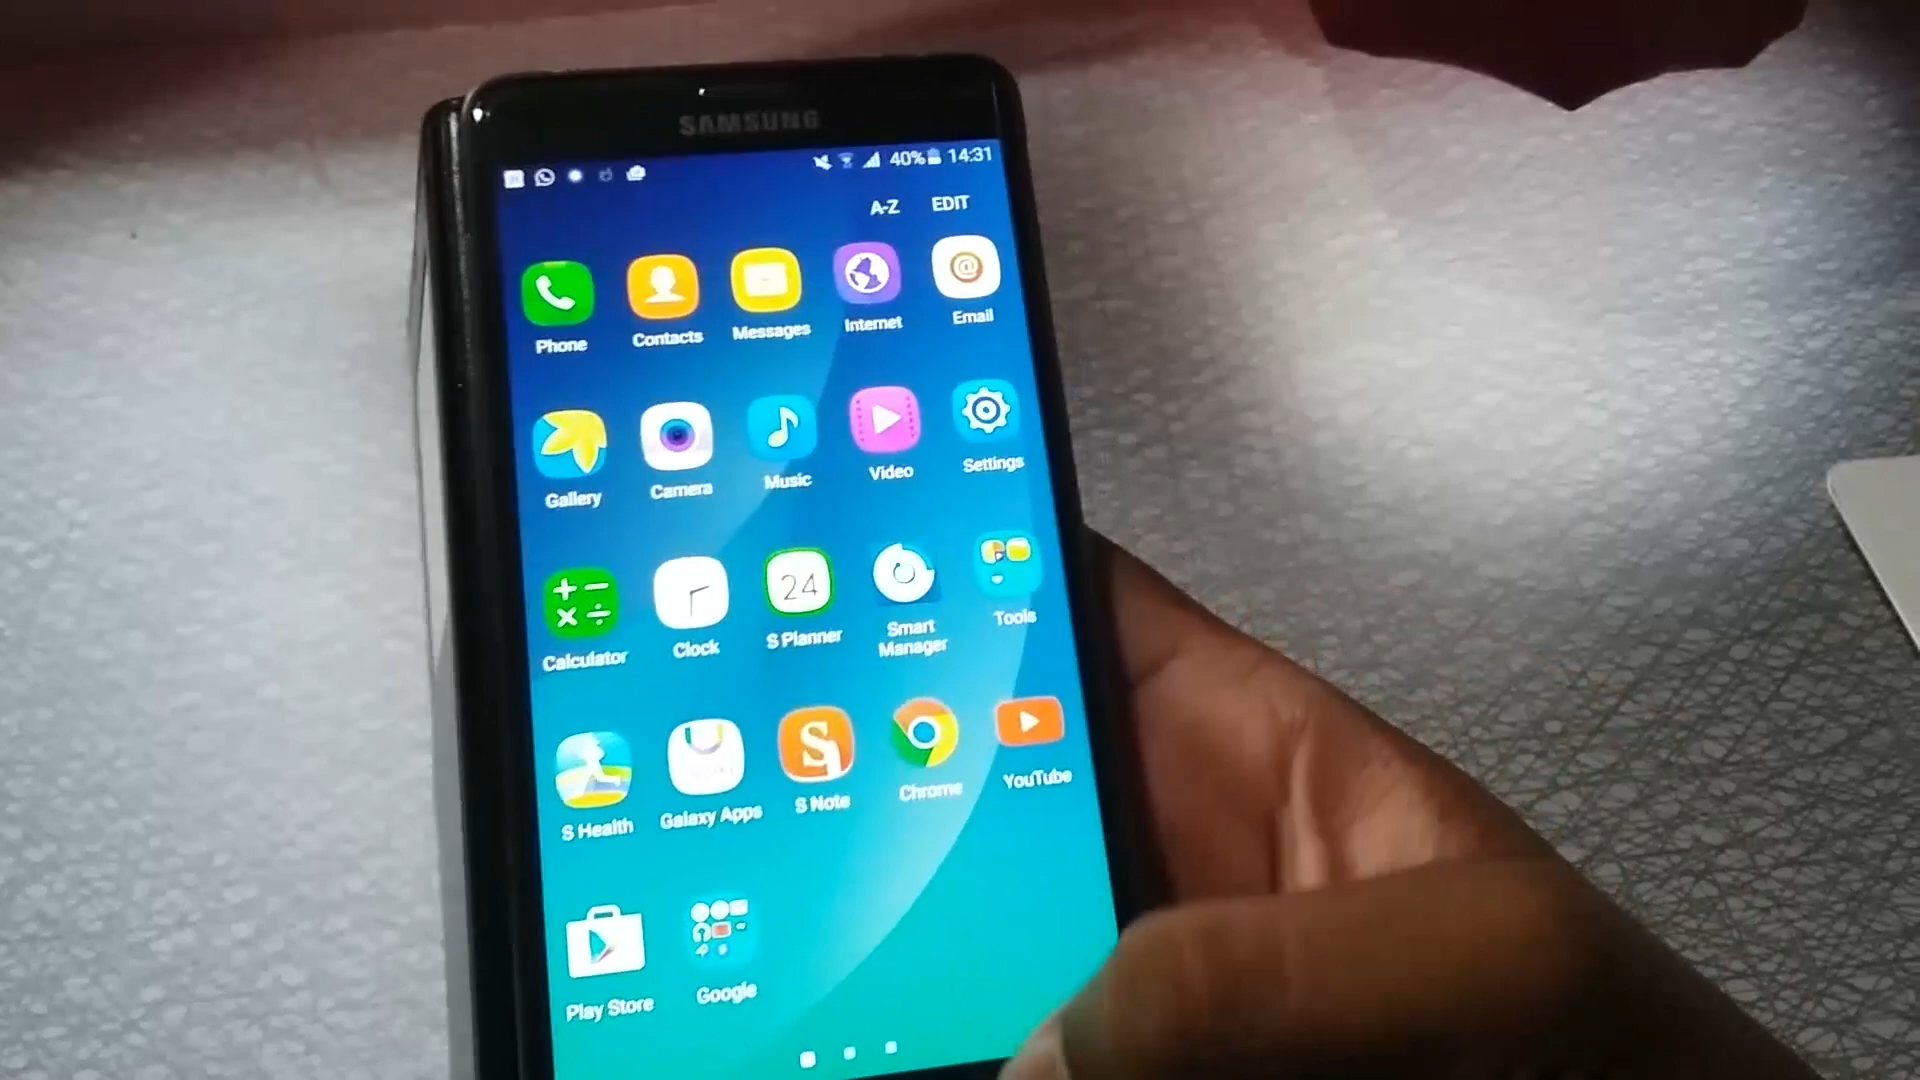 SAMSUNG
40% 14:31
A-Z EDIT
Phone Contacts Messages Internet Email
Gallery Camera Music Video Settings
24
Calculator Clock S Planner Smart Manager Tools
S Health Galaxy Apps S Note Chrome YouTube
Play Store Google